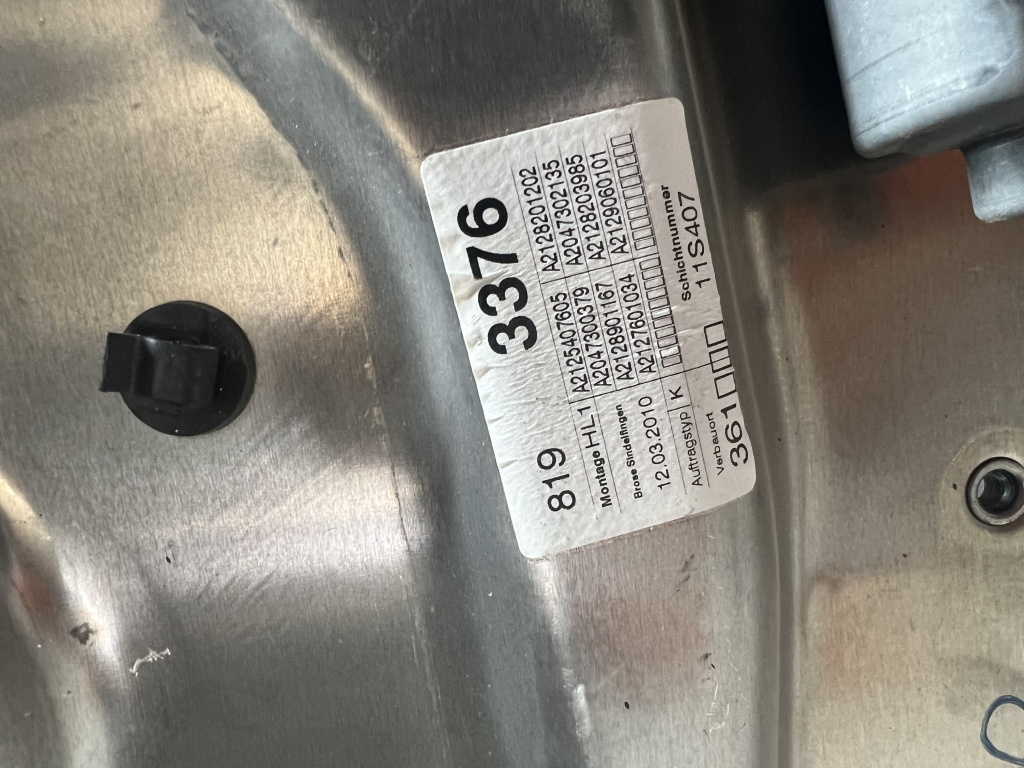 819 3376
Montage HL1 A2125407605 A2128201202
A2047300379 A2047302135
Brose Sindelfingen A2128901167 A2128203985
12.03.2010 A2127601034 A2129060101
Auftragstyp K
Verbauort Schichtnummer
361 11S407